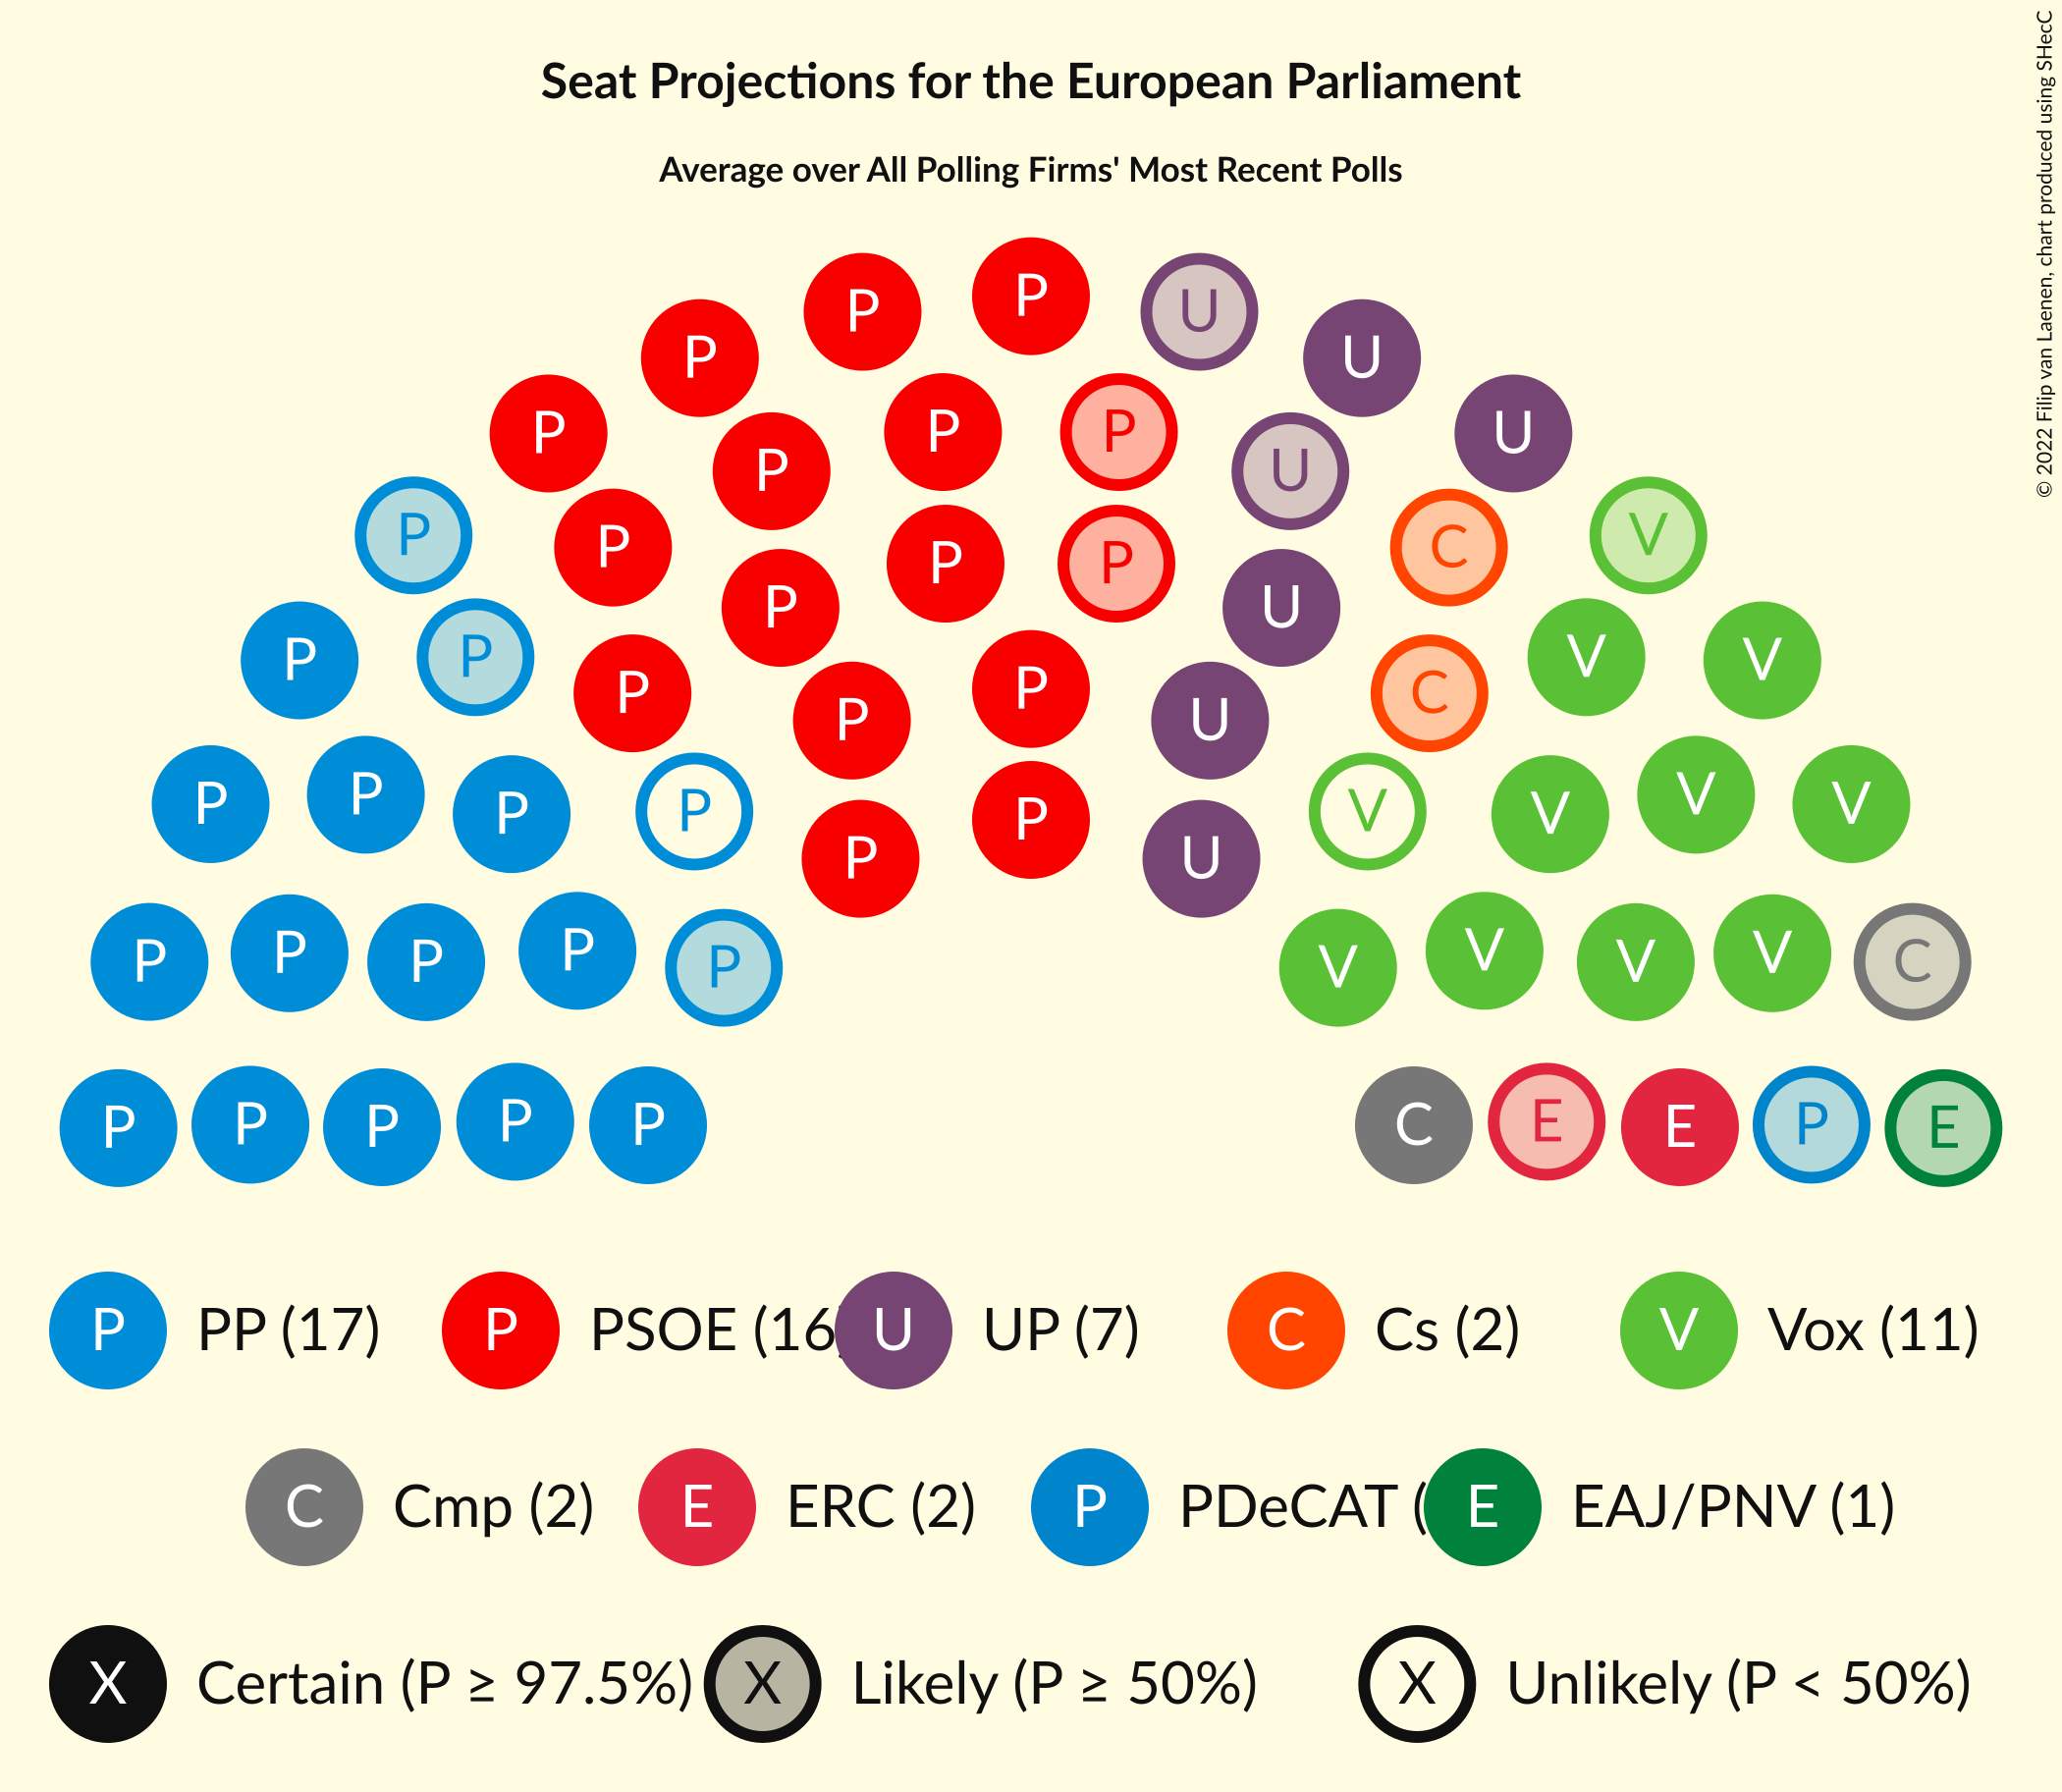 Seat Projections for the European Parliament
Average over All Polling Firms' Most Recent Polls
© 2022 Filip van Laenen, chart produced using SHecC
P
P U
P U
P P P U
P U
P P P P C V
P U
P P P P C V V
P U
P P P P P V V V V
P U
P P P P P V V V V C
P P P P P C E E P E
P PP (17) P PSOE (16 U UP (7) C Cs (2) V Vox (11)
C Cmp (2) E ERC (2) P PDeCAT ( E EAJ/PNV (1)
X Certain (P ≥ 97.5%) X Likely (P ≥ 50%) X Unlikely (P < 50%)